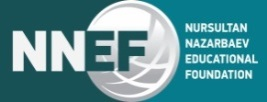 NNEF
NURSULTAN
NAZARBAEV
EDUCATIONAL
FOUNDATION